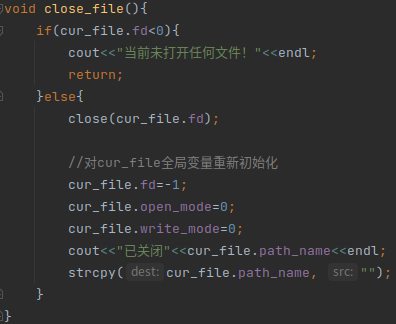 void close_file(){
    if(cur_file.fd<0){
        cout<<"当前未打开任何文件！"<<endl;
        return;
    }else{
        close(cur_file.fd);

        //对cur_file全局变量重新初始化
        cur_file.fd=-1;
        cur_file.open_mode=0;
        cur_file.write_mode=0;
        cout<<"已关闭"<<cur_file.path_name<<endl;
        strcpy( dest: cur_file.path_name, src: "");
    }
}